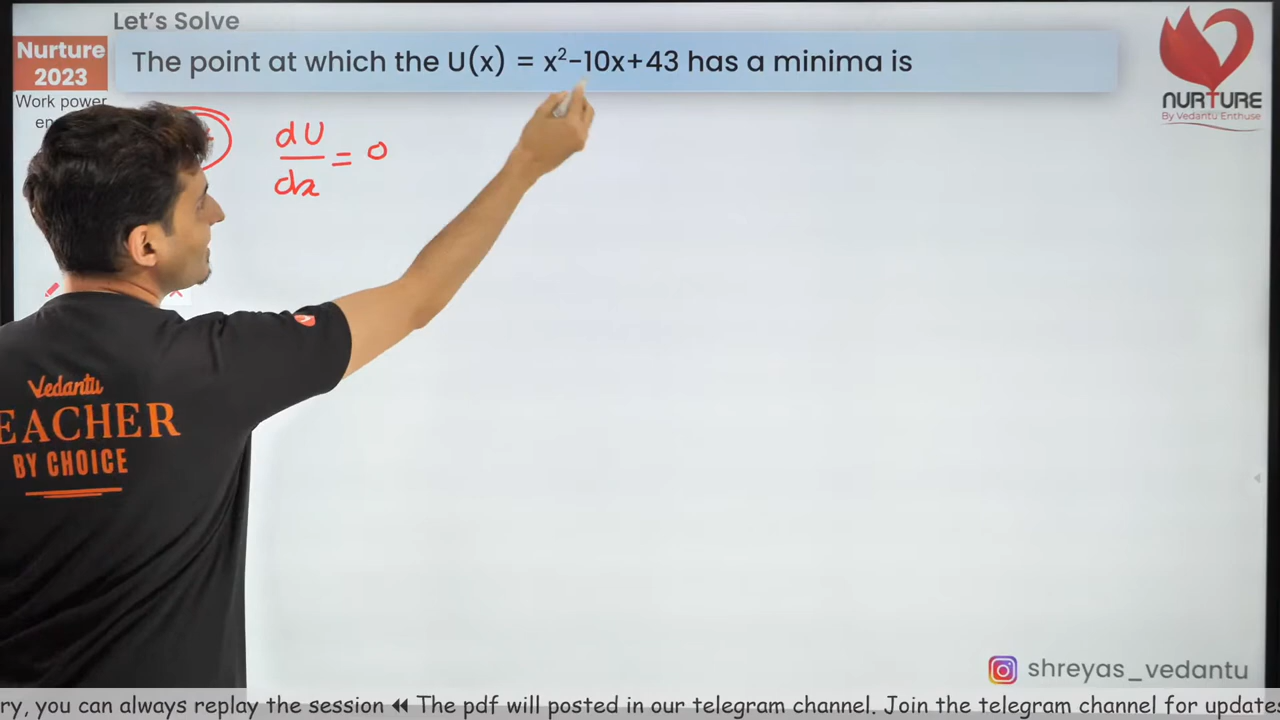 Let's Solve
Nurture
2023
The point at which the U(x) = x²-10x+43 has a minima is
Work power
en
NURTURE
By Vedantu Enthuse
dU
dx
= 0
Vedantu
EACHER
BY CHOICE
shreyas_vedantu
ry, you can always replay the session ⏪ The pdf will posted in our telegram channel. Join the telegram channel for updates